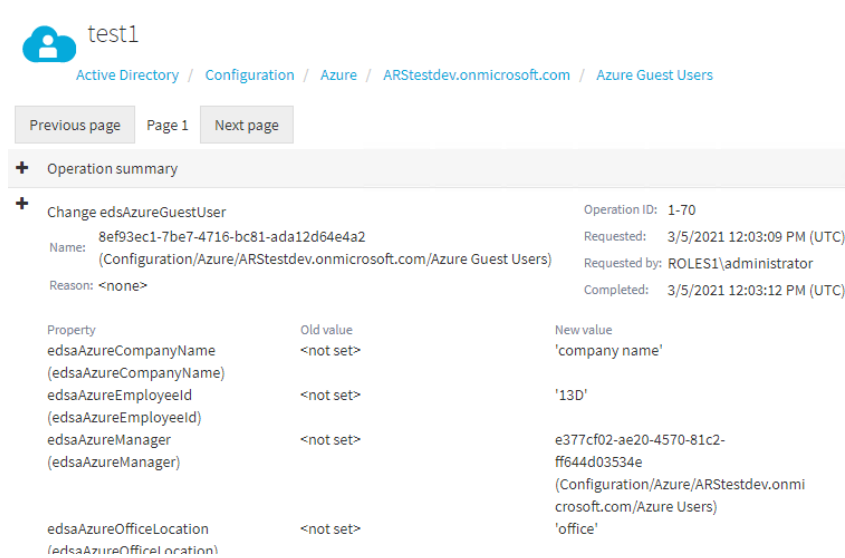 test1
Active Directory / Configuration / Azure / ARStestdev.onmicrosoft.com / Azure Guest Users
Previous page Page 1 Next page
+ Operation summary
+ Change edsAzureGuestUser
Name: 8ef93ec1-7be7-4716-bc81-ada12d64e4a2
(Configuration/Azure/ARStestdev.onmicrosoft.com/Azure Guest Users)
Reason: <none>
Operation ID: 1-70
Requested: 3/5/2021 12:03:09 PM (UTC)
Requested by: ROLES1\administrator
Completed: 3/5/2021 12:03:12 PM (UTC)
Property Old value New value
edsaAzureCompanyName <not set> 'company name'
(edsaAzureCompanyName)
edsaAzureEmployeeId <not set> '13D'
(edsaAzureEmployeeId)
edsaAzureManager <not set> e377cf02-ae20-4570-81c2-
(edsaAzureManager) ff644d03534e
(Configuration/Azure/ARStestdev.onmi
crosoft.com/Azure Users)
edsaAzureOfficeLocation <not set> 'office'
(edsaAzureOfficeLocation)